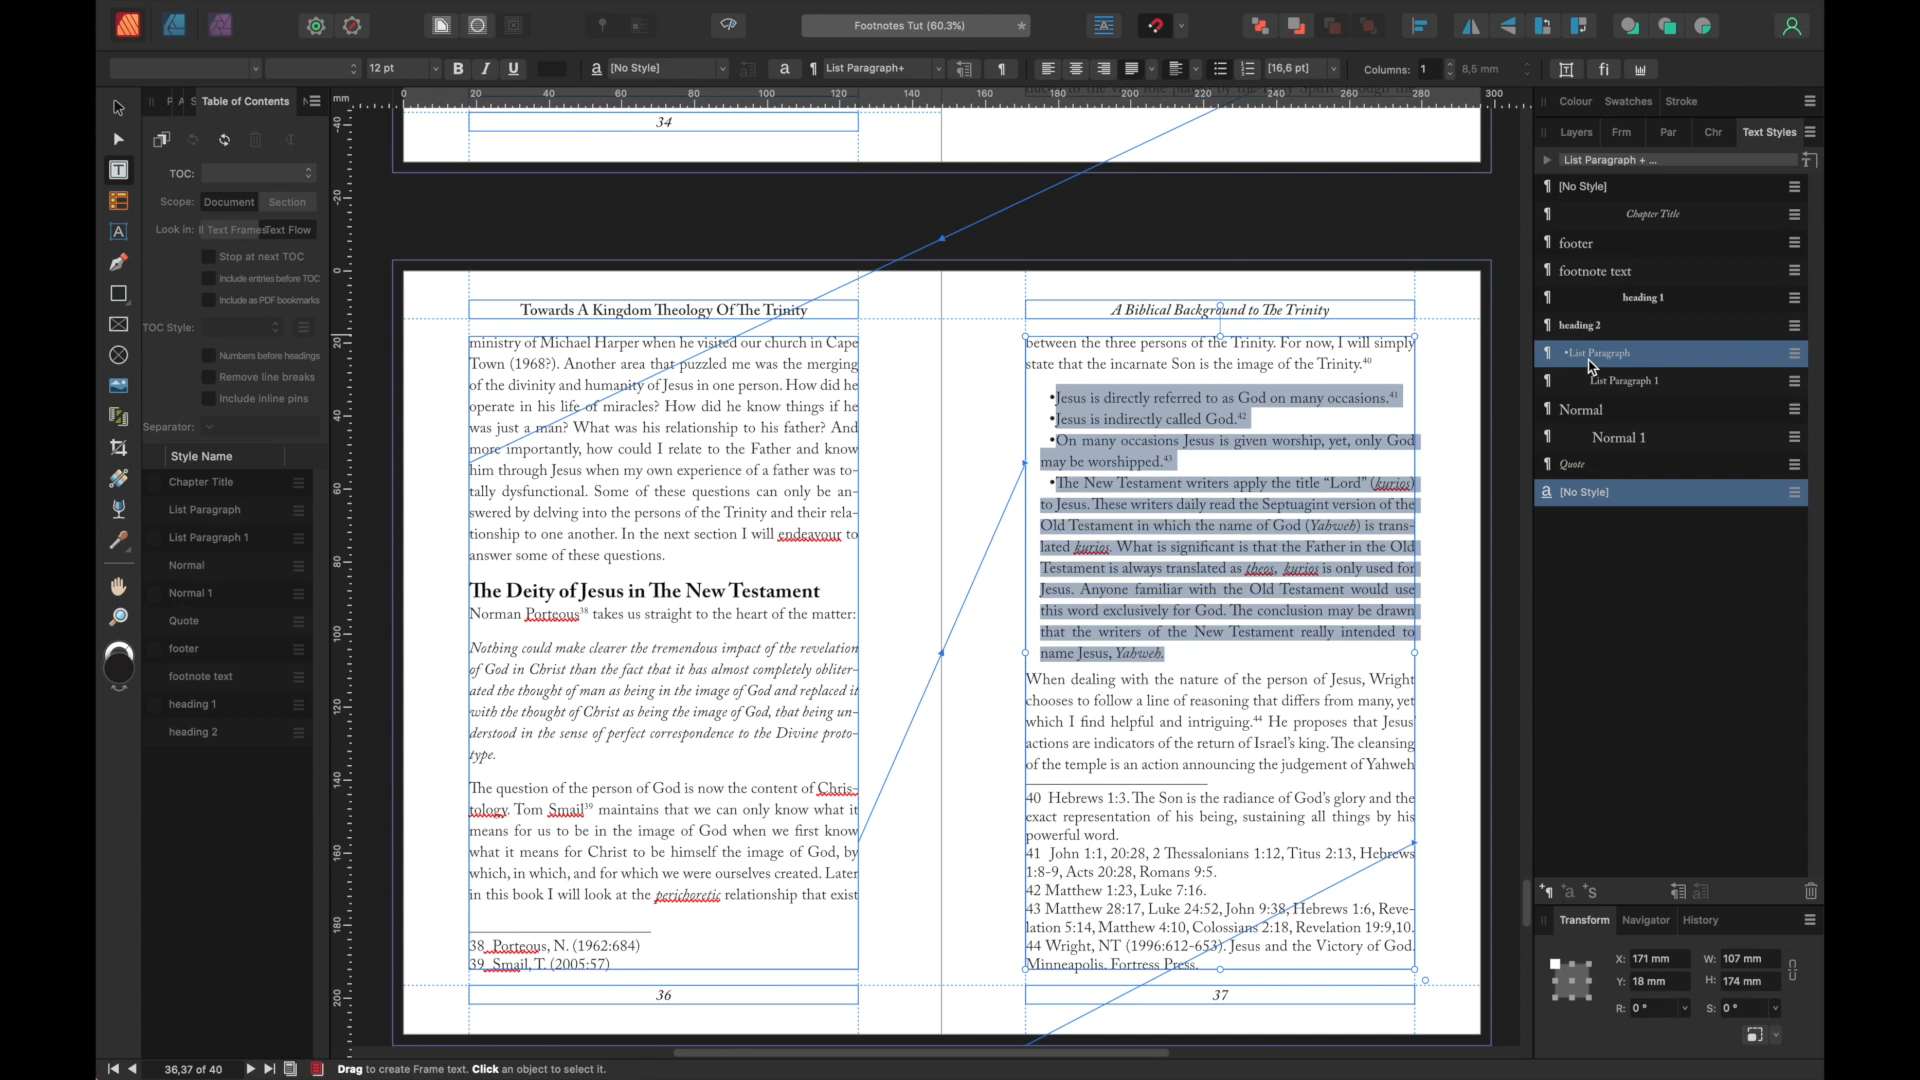 Footnotes Tut (60.3%)
12 pt
B I U
[No Style]
List Paragraph+
[16,6 pt]
Columns: 1
8,5 mm
Table of Contents
TOC:
Scope: Document Section
Look in: Text Frames Text Flow
Stop at next TOC
Include entries before TOC
Include as PDF bookmarks
TOC Style:
Numbers before headings
Remove line breaks
Include inline pins
Separator:
Style Name
Chapter Title
List Paragraph
List Paragraph 1
Normal
Normal 1
Quote
footer
footnote text
heading 1
heading 2
mm
0 20 40 60 80 100 120 140 160 180 200 220 240 260 280 300
34
Towards A Kingdom Theology Of The Trinity
ministry of Michael Harper when he visited our church in Cape
Town (1968?). Another area that puzzled me was the merging
of the divinity and humanity of Jesus in one person. How did he
operate in his life of miracles? How did he know things if he
was just a man? What was his relationship to his father? And
more importantly, how could I relate to the Father and know
him through Jesus when my own experience of a father was to-
tally dysfunctional. Some of these questions can only be an-
swered by delving into the persons of the Trinity and their rela-
tionship to one another. In the next section I will endeavour to
answer some of these questions.
The Deity of Jesus in The New Testament
Norman Porteous³⁸ takes us straight to the heart of the matter:
Nothing could make clearer the tremendous impact of the revelation
of God in Christ than the fact that it has almost completely obliter-
ated the thought of man as being in the image of God and replaced it
with the thought of Christ as being the image of God, that being un-
derstood in the sense of perfect correspondence to the Divine proto-
type.
The question of the person of God is now the content of Chris-
tology. Tom Smail³⁹ maintains that we can only know what it
means for us to be in the image of God when we first know
what it means for Christ to be himself the image of God, by
which, in which, and for which we were ourselves created. Later
in this book I will look at the perichoretic relationship that exist
38 Porteous, N. (1962:684)
39 Smail, T. (2005:57)
36
A Biblical Background to The Trinity
between the three persons of the Trinity. For now, I will simply
state that the incarnate Son is the image of the Trinity.⁴⁰
•Jesus is directly referred to as God on many occasions.⁴¹
•Jesus is indirectly called God.⁴²
•On many occasions Jesus is given worship, yet, only God
may be worshipped.⁴³
•The New Testament writers apply the title “Lord” (kurios)
to Jesus. These writers daily read the Septuagint version of the
Old Testament in which the name of God (Yahweh) is trans-
lated kurios. What is significant is that the Father in the Old
Testament is always translated as theos, kurios is only used for
Jesus. Anyone familiar with the Old Testament would use
this word exclusively for God. The conclusion may be drawn
that the writers of the New Testament really intended to
name Jesus, Yahweh.
When dealing with the nature of the person of Jesus, Wright
chooses to follow a line of reasoning that differs from many, yet
which I find helpful and intriguing.⁴⁴ He proposes that Jesus'
actions are indicators of the return of Israel’s king. The cleansing
of the temple is an action announcing the judgement of Yahweh
40 Hebrews 1:3. The Son is the radiance of God’s glory and the
exact representation of his being, sustaining all things by his
powerful word.
41 John 1:1, 20:28, 2 Thessalonians 1:12, Titus 2:13, Hebrews
1:8-9, Acts 20:28, Romans 9:5.
42 Matthew 1:23, Luke 7:16.
43 Matthew 28:17, Luke 24:52, John 9:38, Hebrews 1:6, Reve-
lation 5:14, Matthew 4:10, Colossians 2:18, Revelation 19:9,10.
44 Wright, NT (1996:612-653). Jesus and the Victory of God.
Minneapolis. Fortress Press.
37
Colour Swatches Stroke
Layers Frm Par Chr Text Styles
List Paragraph + ...
[No Style]
Chapter Title
footer
footnote text
heading 1
heading 2
•List Paragraph
List Paragraph 1
Normal
Normal 1
Quote
[No Style]
Transform Navigator History
X: 171 mm W: 107 mm
Y: 18 mm H: 174 mm
R: 0 ° S: 0 °
36,37 of 40
Drag to create Frame text. Click an object to select it.